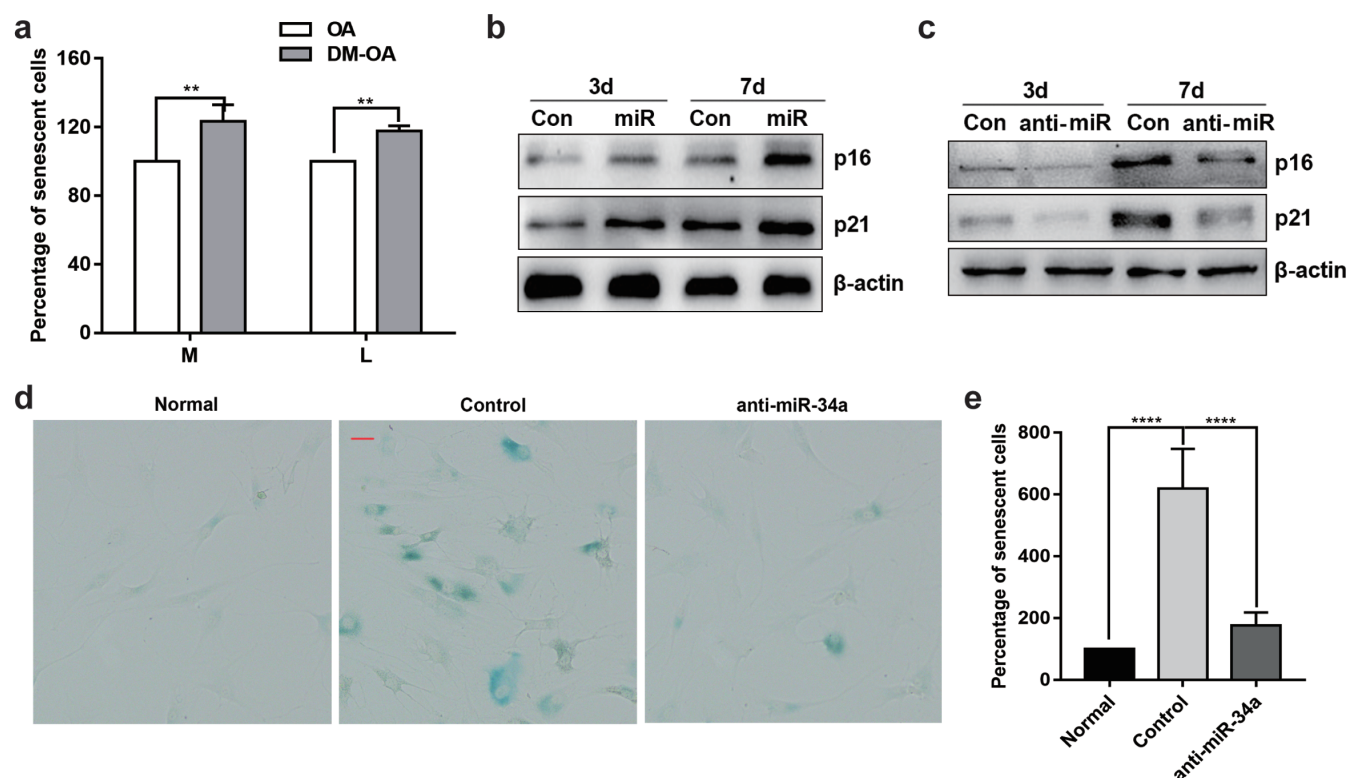 a
OA
DM-OA
Percentage of senescent cells
160
120
80
40
0
**
**
M
L
b
3d
7d
Con
miR
Con
miR
p16
p21
β-actin
c
3d
7d
Con
anti-miR
Con
anti-miR
p16
p21
β-actin
d
Normal
Control
anti-miR-34a
e
Percentage of senescent cells
800
600
400
200
0
****
****
Normal
Control
anti-miR-34a